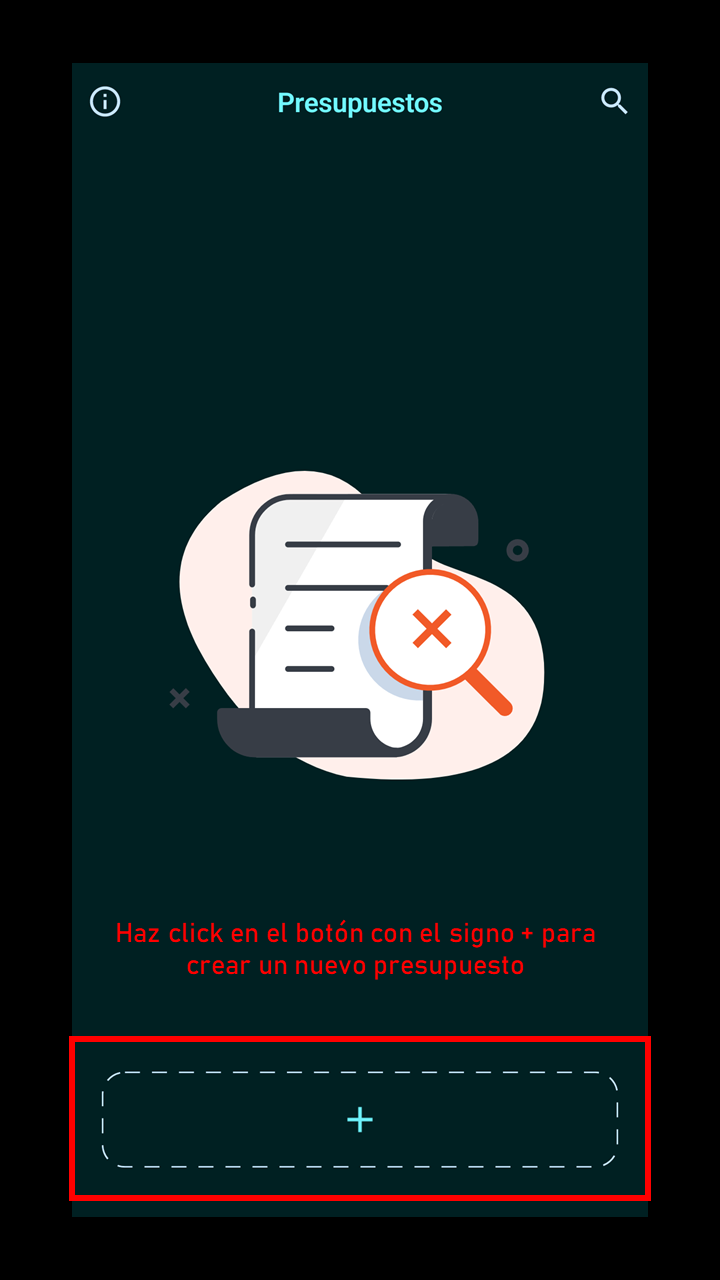 Presupuestos
Haz click en el botón con el signo + para
crear un nuevo presupuesto
+